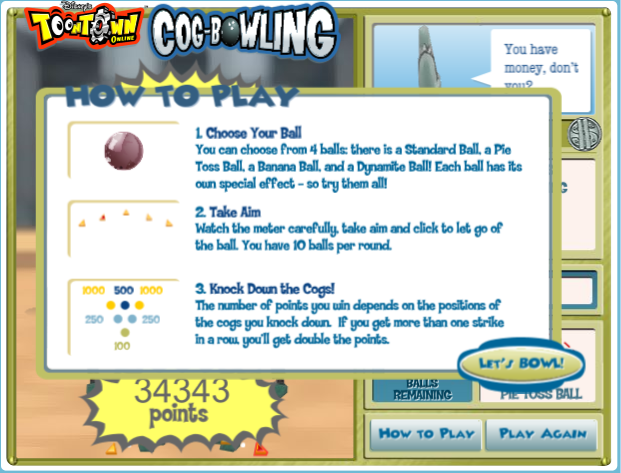 Disney's
TOONTOWN
ONLINE
COG-BOWLING
You have
money, don't
you?
HOW TO PLAY
1. Choose Your Ball
You can choose from 4 balls: there is a Standard Ball, a Pie
Toss Ball, a Banana Ball, and a Dynamite Ball! Each ball has its
own special effect - so try them all!
2. Take Aim
Watch the meter carefully, take aim and click to let go of
the ball. You have 10 balls per round.
1000 500 1000
250 250
100
3. Knock Down the Cogs!
The number of points you win depends on the positions of
the cogs you knock down. If you get more than one strike
in a row, you'll get double the points.
LET'S BOWL!
34343
points
BALLS
REMAINING
PIE TOSS BALL
HOW TO PLAY
PLAY AGAIN